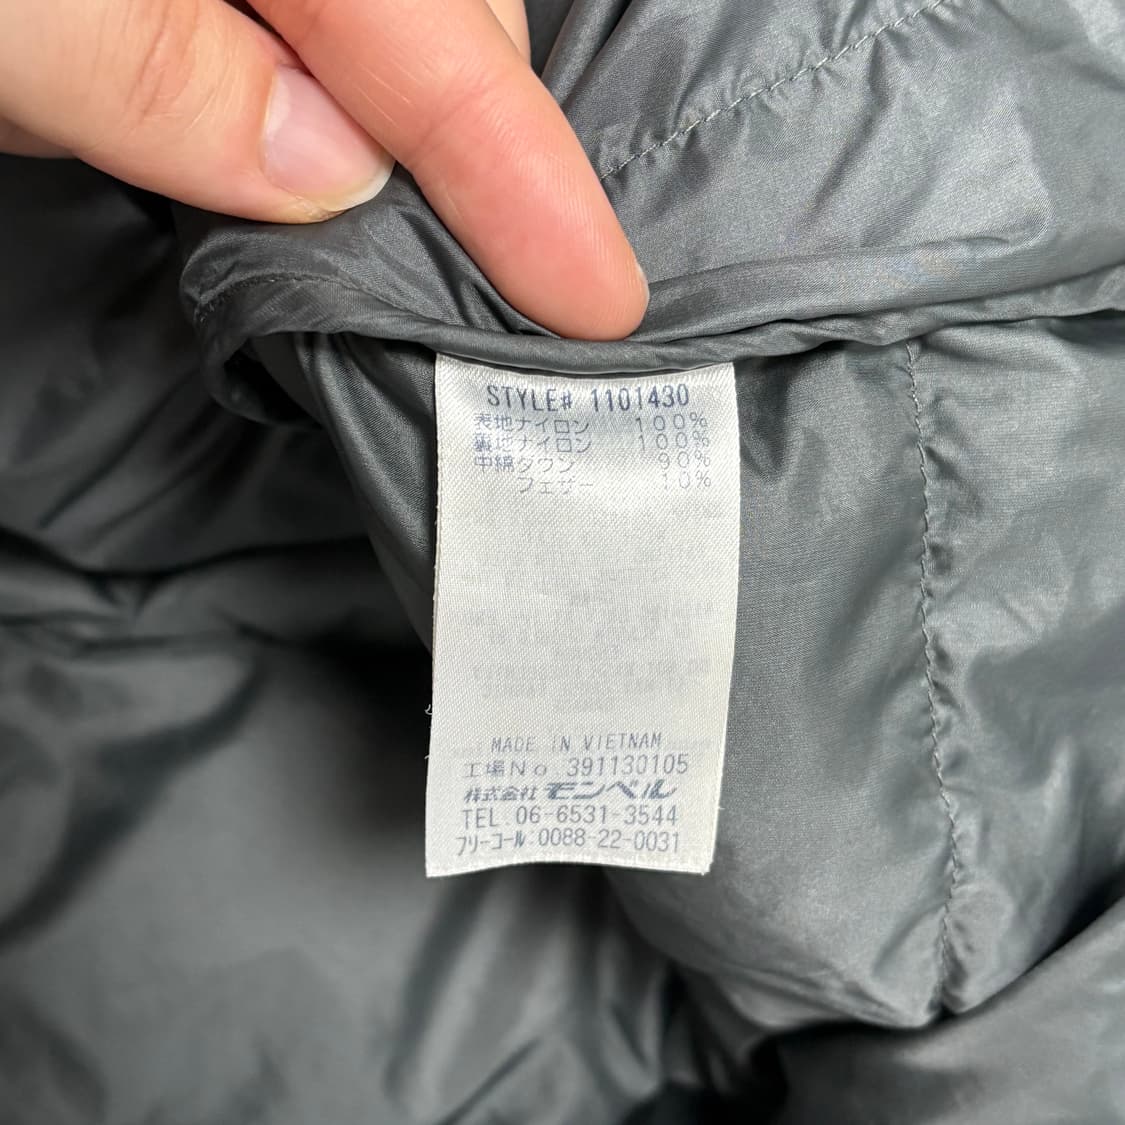 STYLE# 1101430
表地ナイロン 100%
裏地ナイロン 100%
中綿ダウン 90%
フェザー 10%
MADE IN VIETNAM
工場No 391130105
株式会社 モンベル
TEL.06-6531-3544
フリーコール:0088-22-0031